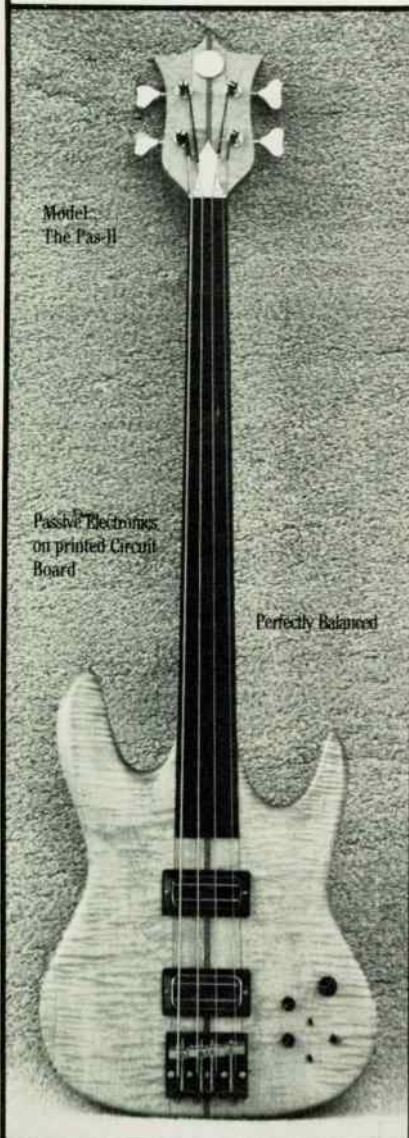 Model:
The Pas-II
Passive Electronics
on printed Circuit
Board
Perfectly Balanced